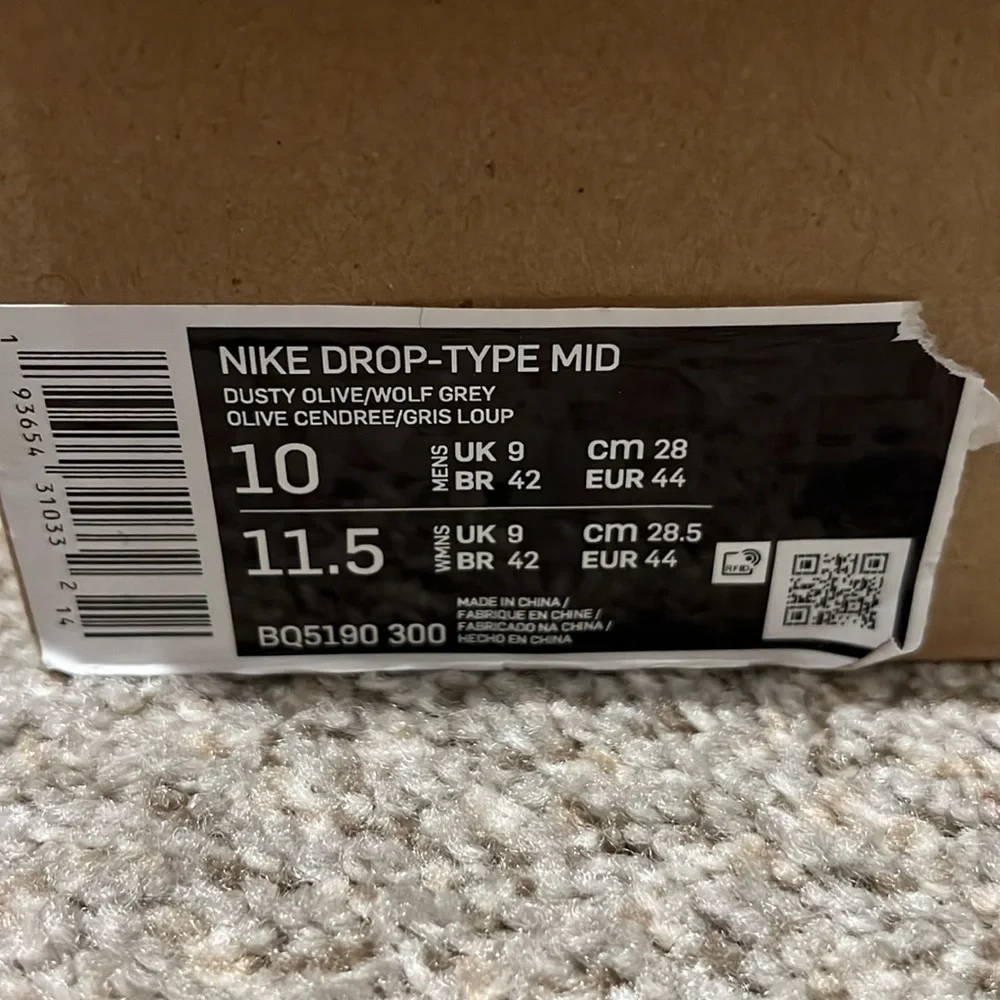 NIKE DROP-TYPE MID
DUSTY OLIVE/WOLF GREY
OLIVE CENDREE/GRIS LOUP
10 MENS UK 9 cm 28
BR 42 EUR 44
11.5 WMNS UK 9 cm 28.5
BR 42 EUR 44
RFID
BQ5190 300
MADE IN CHINA /
FABRIQUE EN CHINE /
FABRICADO NA CHINA /
HECHO EN CHINA
1 93654 31033 2 14